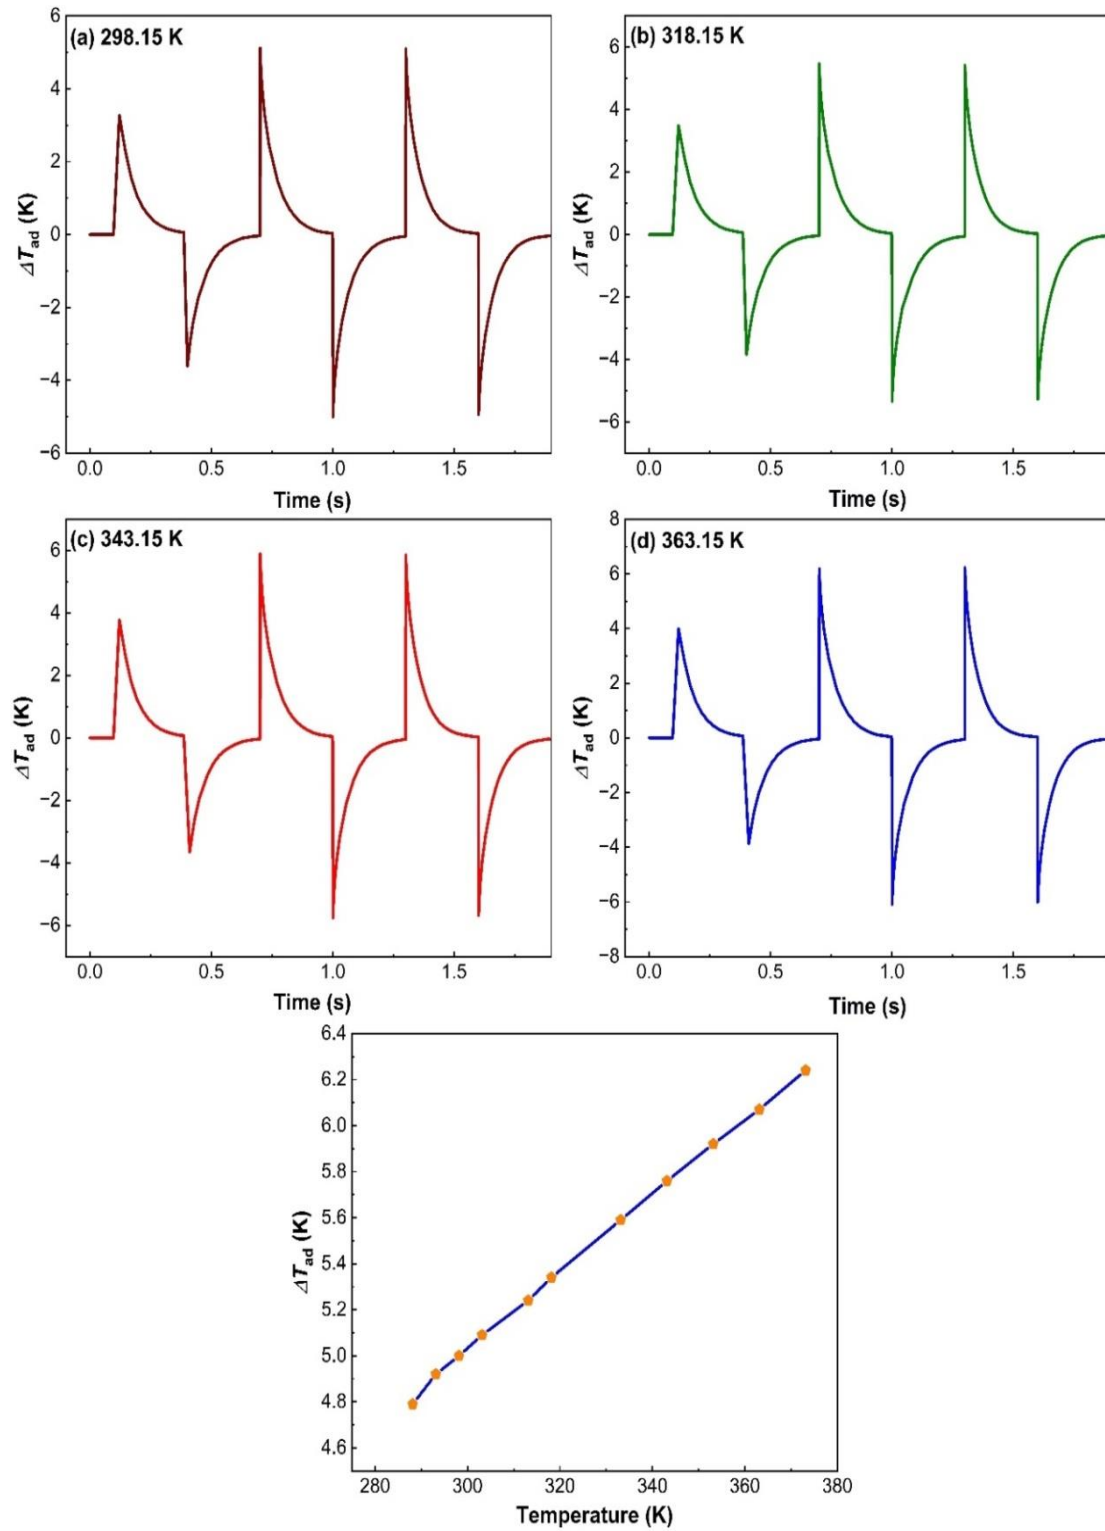 (a) 298.15 K
6
4
2
0
−2
−4
−6
ΔTad (K)
0.0 0.5 1.0 1.5
Time (s)
(b) 318.15 K
6
4
2
0
−2
−4
−6
ΔTad (K)
0.0 0.5 1.0 1.5
Time (s)
(c) 343.15 K
6
4
2
0
−2
−4
−6
ΔTad (K)
0.0 0.5 1.0 1.5
Time (s)
(d) 363.15 K
8
6
4
2
0
−2
−4
−6
−8
ΔTad (K)
0.0 0.5 1.0 1.5
Time (s)
6.4
6.2
6.0
5.8
5.6
5.4
5.2
5.0
4.8
4.6
ΔTad (K)
280 300 320 340 360 380
Temperature (K)